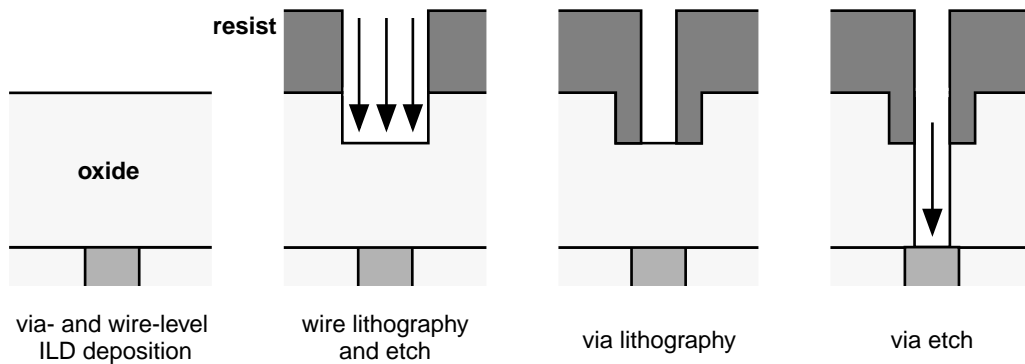 resist
oxide
via- and wire-level
ILD deposition
wire lithography
and etch
via lithography
via etch